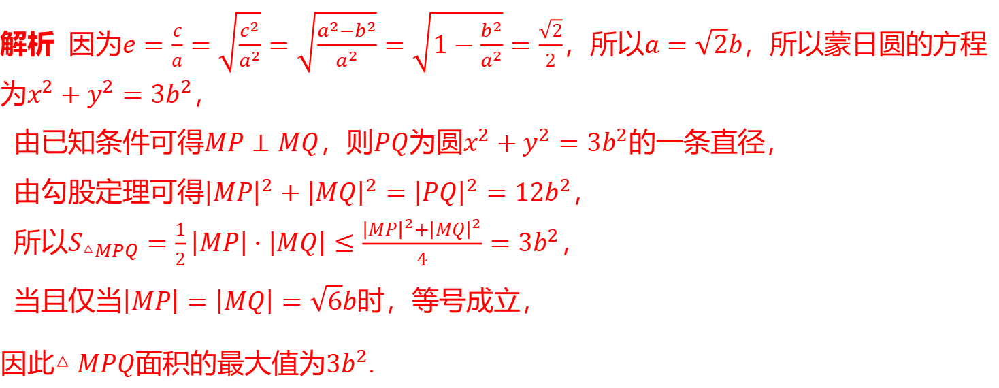 解析 因为$e=\frac{c}{a}=\sqrt{\frac{c^2}{a^2}}=\sqrt{\frac{a^2-b^2}{a^2}}=\sqrt{1-\frac{b^2}{a^2}}=\frac{\sqrt{2}}{2}$，所以$a=\sqrt{2}b$，所以蒙日圆的方程
为$x^2+y^2=3b^2$，
由已知条件可得$MP\perp MQ$，则$PQ$为圆$x^2+y^2=3b^2$的一条直径，
由勾股定理可得$|MP|^2+|MQ|^2=|PQ|^2=12b^2$，
所以$S_{\triangle MPQ}=\frac{1}{2}|MP|\cdot|MQ|\leq\frac{|MP|^2+|MQ|^2}{4}=3b^2$，
当且仅当$|MP|=|MQ|=\sqrt{6}b$时，等号成立，
因此$\triangle MPQ$面积的最大值为$3b^2$.